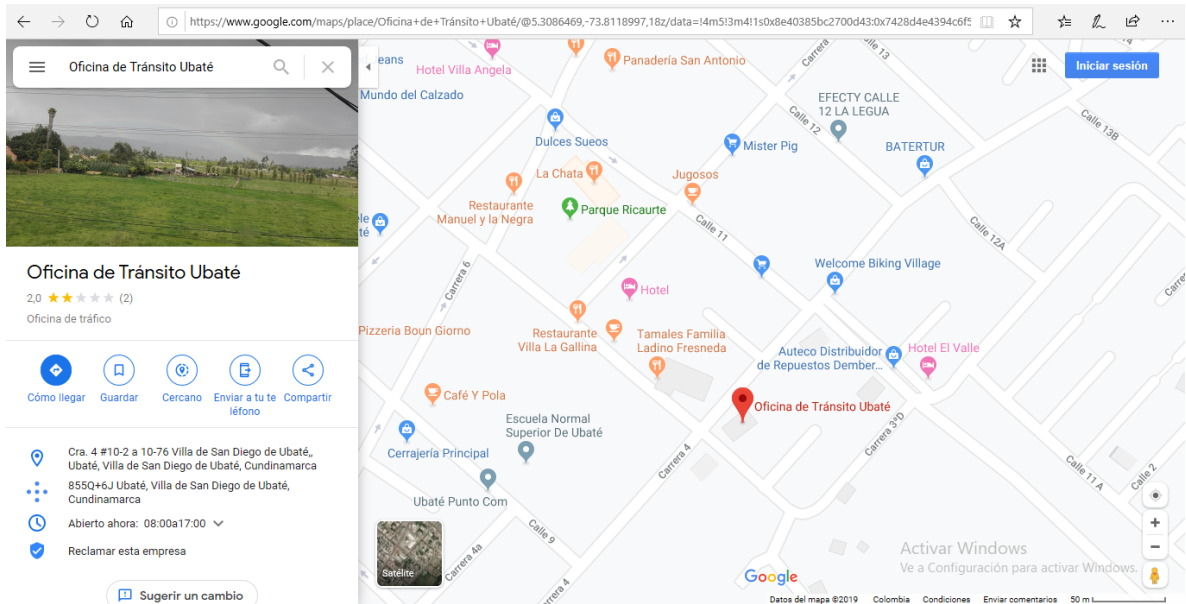 https://www.google.com/maps/place/Oficina+de+Tránsito+Ubaté/@5.3086469,-73.8118997,18z/data=!4m5!3m4!1s0x8e40385bc2700d43:0x7428d4e4394c6f5
Oficina de Tránsito Ubaté
Oficina de Tránsito Ubaté
2,0
(2)
Oficina de tráfico
Cómo llegar
Guardar
Cercano
Enviar a tu te
léfono
Compartir
Cra. 4 #10-2 a 10-76 Villa de San Diego de Ubaté,,
Ubaté, Villa de San Diego de Ubaté, Cundinamarca
855Q+6J Ubaté, Villa de San Diego de Ubaté,
Cundinamarca
Abierto ahora: 08:00a17:00
Reclamar esta empresa
Sugerir un cambio
eans
Hotel Villa Angela
Panadería San Antonio
Carrera
Calle 13
Iniciar sesión
Mundo del Calzado
EFECTY CALLE
12 LA LEGUA
Calle 12
Calle 13B
Dulces Sueos
Mister Pig
BATERTUR
La Chata
Jugosos
Restaurante
Manuel y la Negra
Parque Ricaurte
ele
té
Calle 11
Calle 12A
Welcome Biking Village
Carrera 6
Carre
Hotel
Pizzeria Boun Giorno
Restaurante
Villa La Gallina
Tamales Familia
Ladino Fresneda
Auteco Distribuidor
de Repuestos Dember...
Hotel El Valle
Café Y Pola
Oficina de Tránsito Ubaté
Escuela Normal
Superior De Ubaté
Carrera 3ªD
Cerrajería Principal
Carrera 4
Calle 11 A
Calle 2
Ubaté Punto Com
Calle 9
Carrera 4a
Carrera 4
Satélite
Google
Activar Windows
Ve a Configuración para activar Windows.
Datos del mapa ©2019
Colombia
Condiciones
Enviar comentarios
50 m